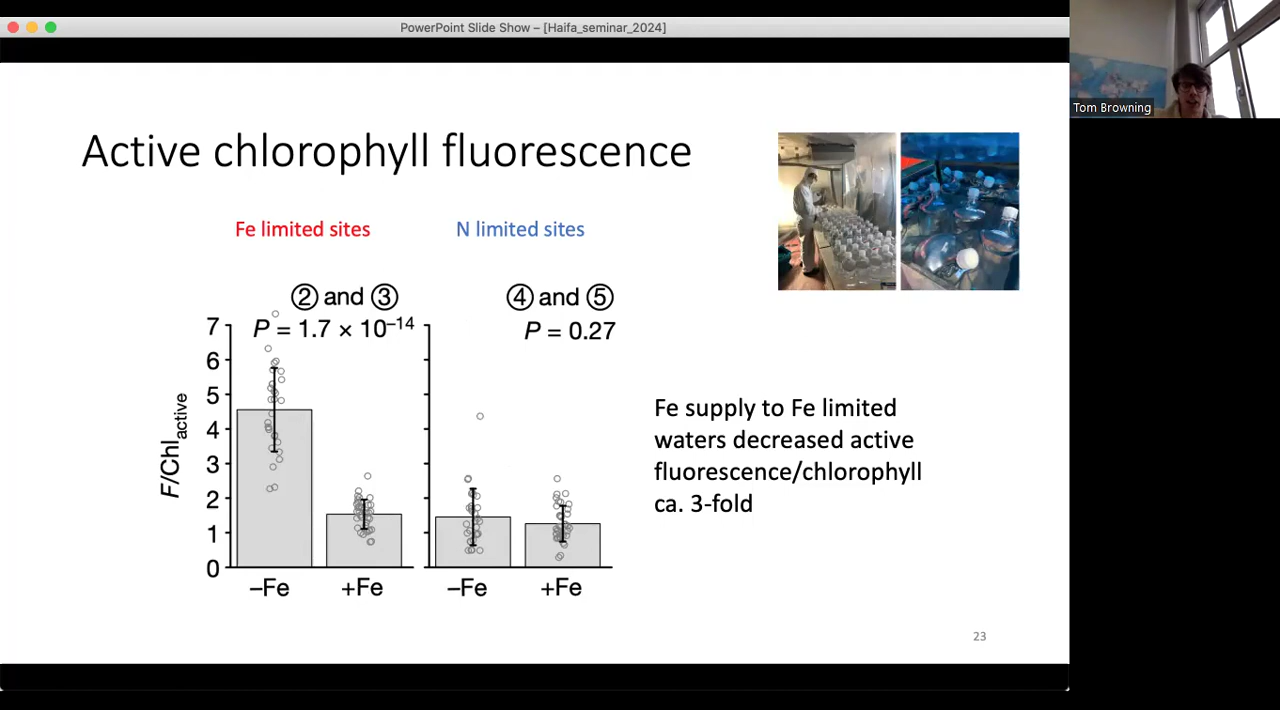 PowerPoint Slide Show – [Haifa_seminar_2024]
Tom Browning
Active chlorophyll fluorescence
Fe limited sites
N limited sites
② and ③
P = 1.7 × 10⁻¹⁴
④ and ⑤
P = 0.27
7
6
5
4
3
2
1
0
F/Chl_active
–Fe
+Fe
–Fe
+Fe
Fe supply to Fe limited
waters decreased active
fluorescence/chlorophyll
ca. 3-fold
23